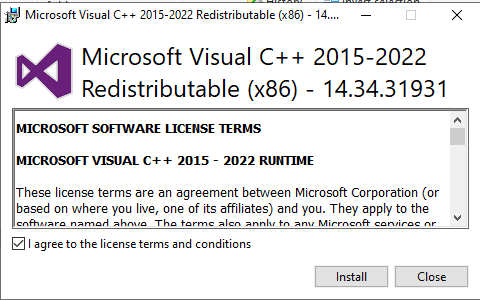 Microsoft Visual C++ 2015-2022 Redistributable (x86) - 14....
Microsoft Visual C++ 2015-2022
Redistributable (x86) - 14.34.31931
MICROSOFT SOFTWARE LICENSE TERMS
MICROSOFT VISUAL C++ 2015 - 2022 RUNTIME
These license terms are an agreement between Microsoft Corporation (or
based on where you live, one of its affiliates) and you. They apply to the
software named above. The terms also apply to any Microsoft services or
I agree to the license terms and conditions
Install
Close